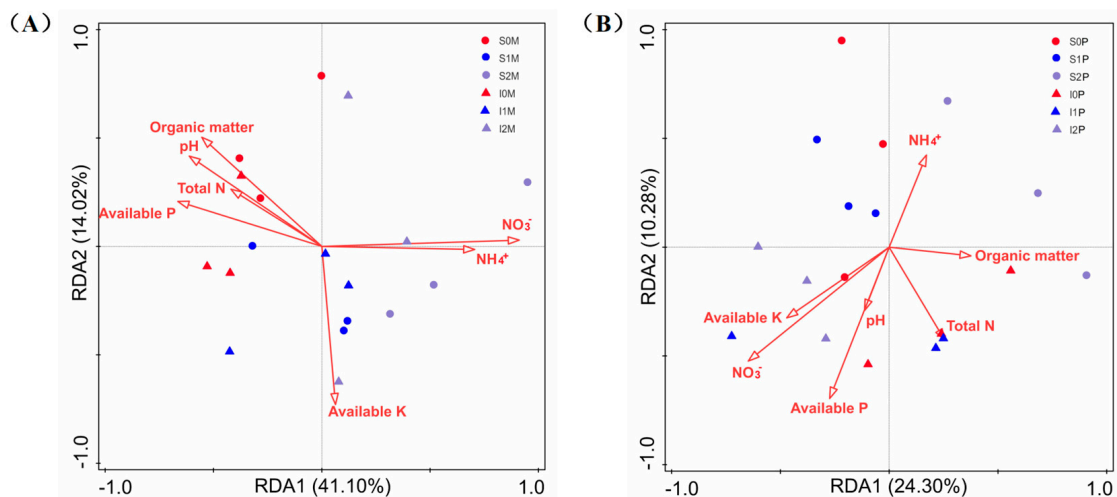 (A)
1.0
RDA2 (14.02%)
-1.0
-1.0
RDA1 (41.10%)
1.0
S0M
S1M
S2M
I0M
I1M
I2M
Organic matter
pH
Total N
Available P
NO₃⁻
NH₄⁺
Available K
(B)
1.0
RDA2 (10.28%)
-1.0
-1.0
RDA1 (24.30%)
1.0
S0P
S1P
S2P
I0P
I1P
I2P
NH₄⁺
Organic matter
Available K
pH
Total N
NO₃⁻
Available P